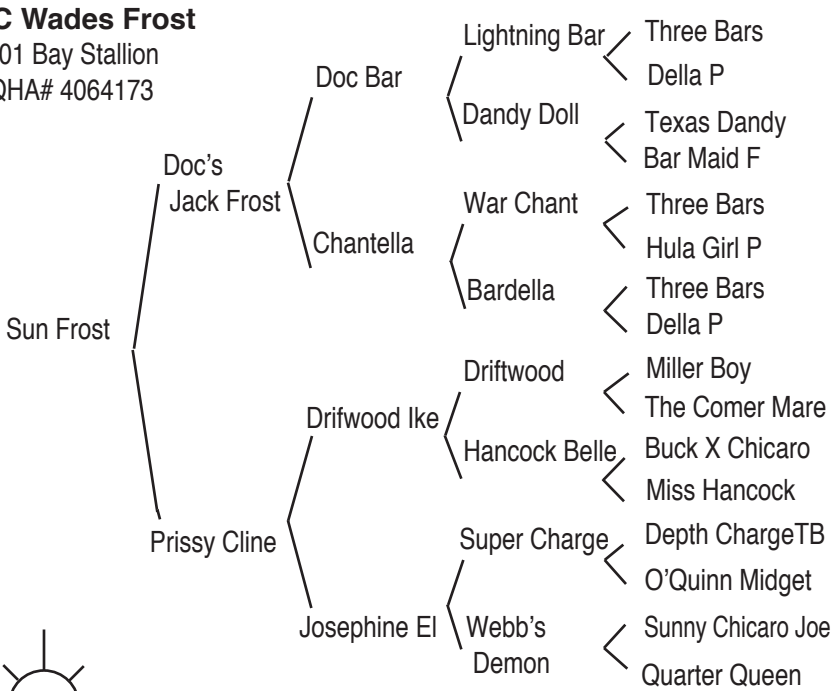 C Wades Frost
01 Bay Stallion
QHA# 4064173
Sun Frost
Doc's
Jack Frost
Prissy Cline
Doc Bar
Chantella
Drifwood Ike
Josephine El
Lightning Bar
Dandy Doll
War Chant
Bardella
Driftwood
Hancock Belle
Super Charge
Webb's
Demon
Three Bars
Della P
Texas Dandy
Bar Maid F
Three Bars
Hula Girl P
Three Bars
Della P
Miller Boy
The Comer Mare
Buck X Chicaro
Miss Hancock
Depth ChargeTB
O'Quinn Midget
Sunny Chicaro Joe
Quarter Queen